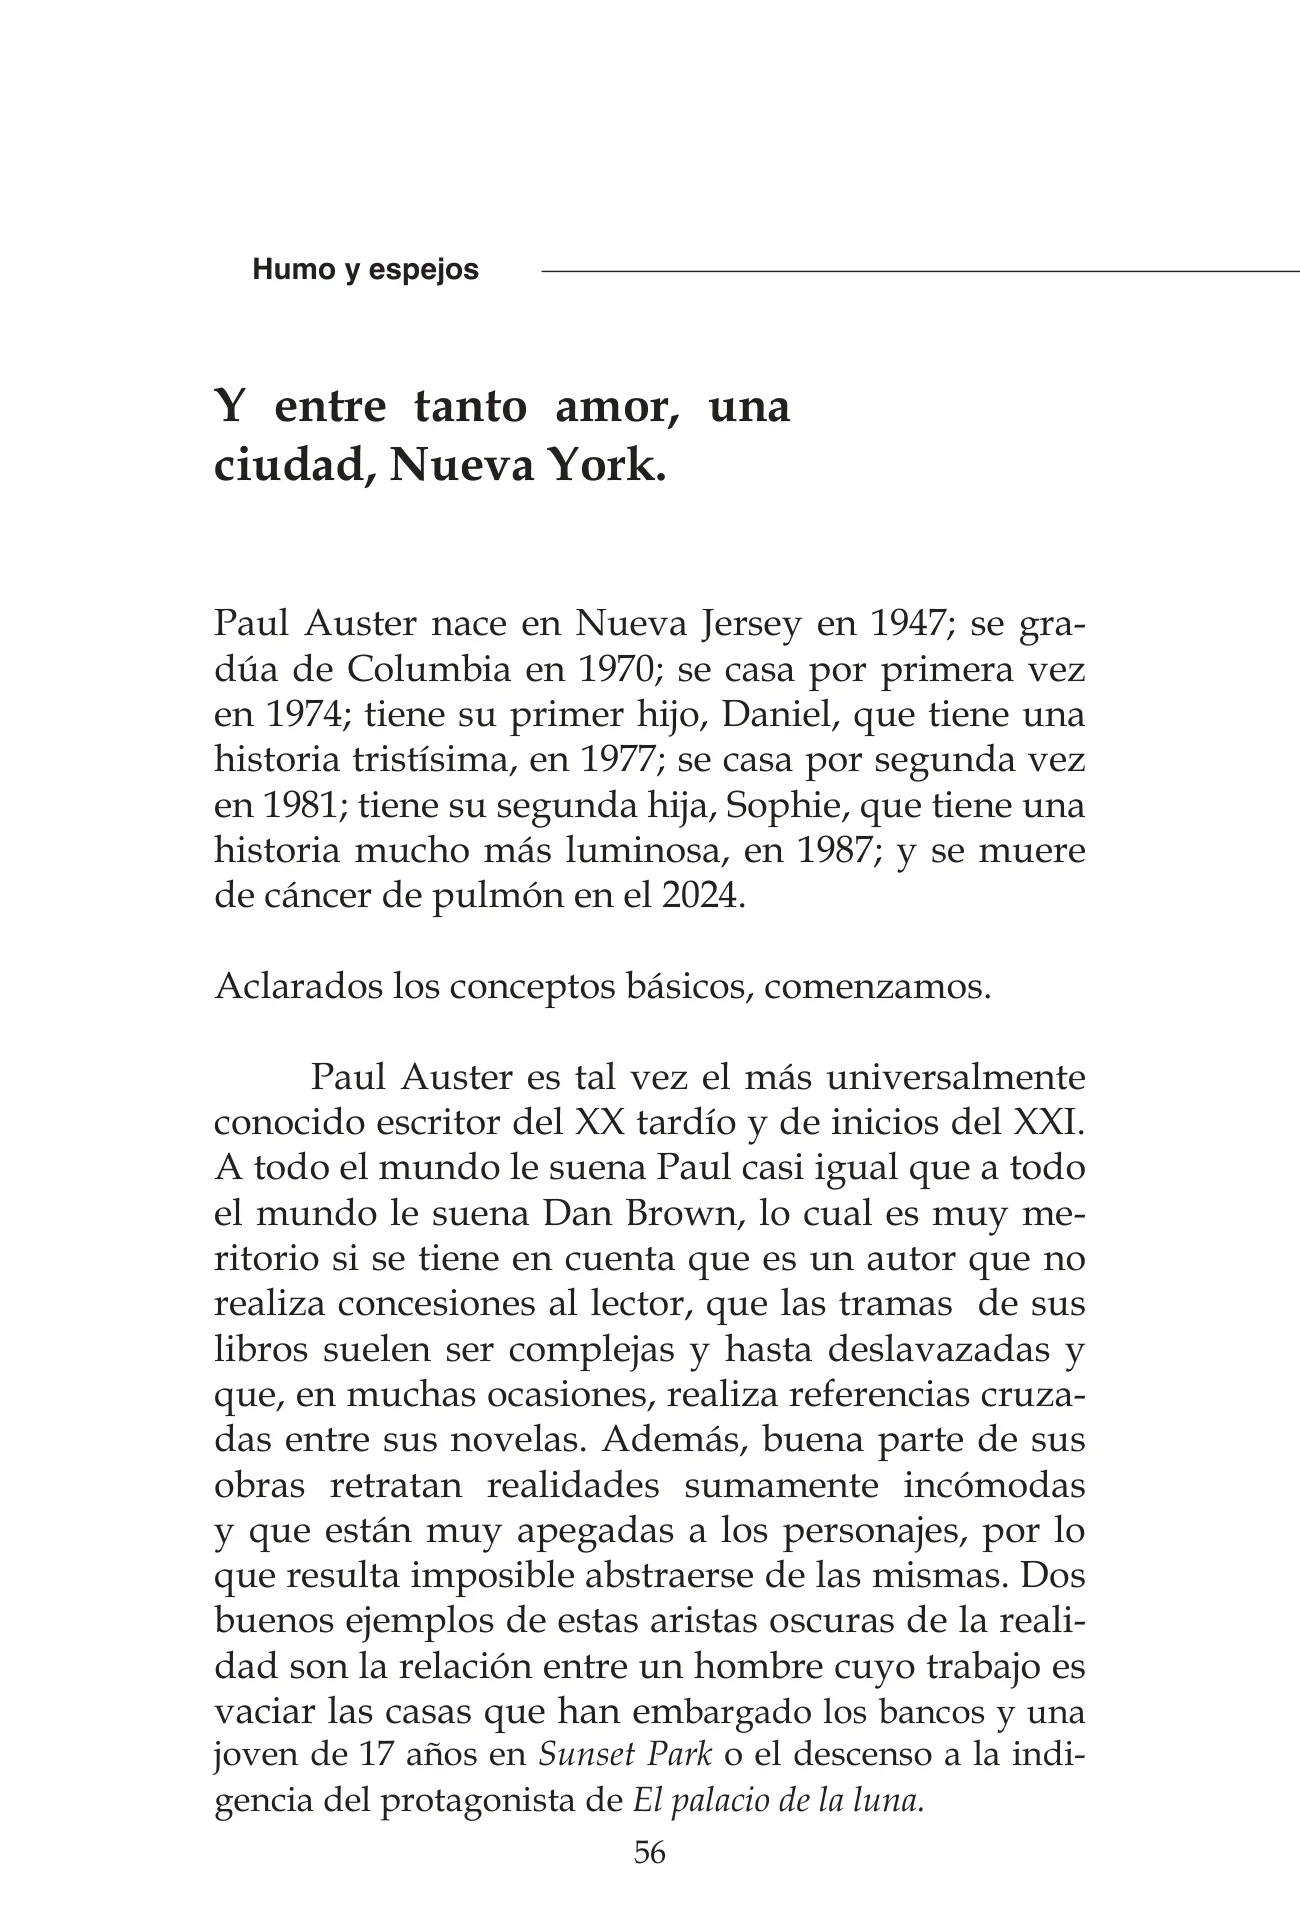 Humo y espejos
Y entre tanto amor, una
ciudad, Nueva York.
Paul Auster nace en Nueva Jersey en 1947; se gra-
dúa de Columbia en 1970; se casa por primera vez
en 1974; tiene su primer hijo, Daniel, que tiene una
historia tristísima, en 1977; se casa por segunda vez
en 1981; tiene su segunda hija, Sophie, que tiene una
historia mucho más luminosa, en 1987; y se muere
de cáncer de pulmón en el 2024.
Aclarados los conceptos básicos, comenzamos.
Paul Auster es tal vez el más universalmente
conocido escritor del XX tardío y de inicios del XXI.
A todo el mundo le suena Paul casi igual que a todo
el mundo le suena Dan Brown, lo cual es muy me-
ritorio si se tiene en cuenta que es un autor que no
realiza concesiones al lector, que las tramas  de sus
libros suelen ser complejas y hasta deslavazadas y
que, en muchas ocasiones, realiza referencias cruza-
das entre sus novelas. Además, buena parte de sus
obras retratan realidades sumamente incómodas
y que están muy apegadas a los personajes, por lo
que resulta imposible abstraerse de las mismas. Dos
buenos ejemplos de estas aristas oscuras de la reali-
dad son la relación entre un hombre cuyo trabajo es
vaciar las casas que han embargado los bancos y una
joven de 17 años en Sunset Park o el descenso a la indi-
gencia del protagonista de El palacio de la luna.
56